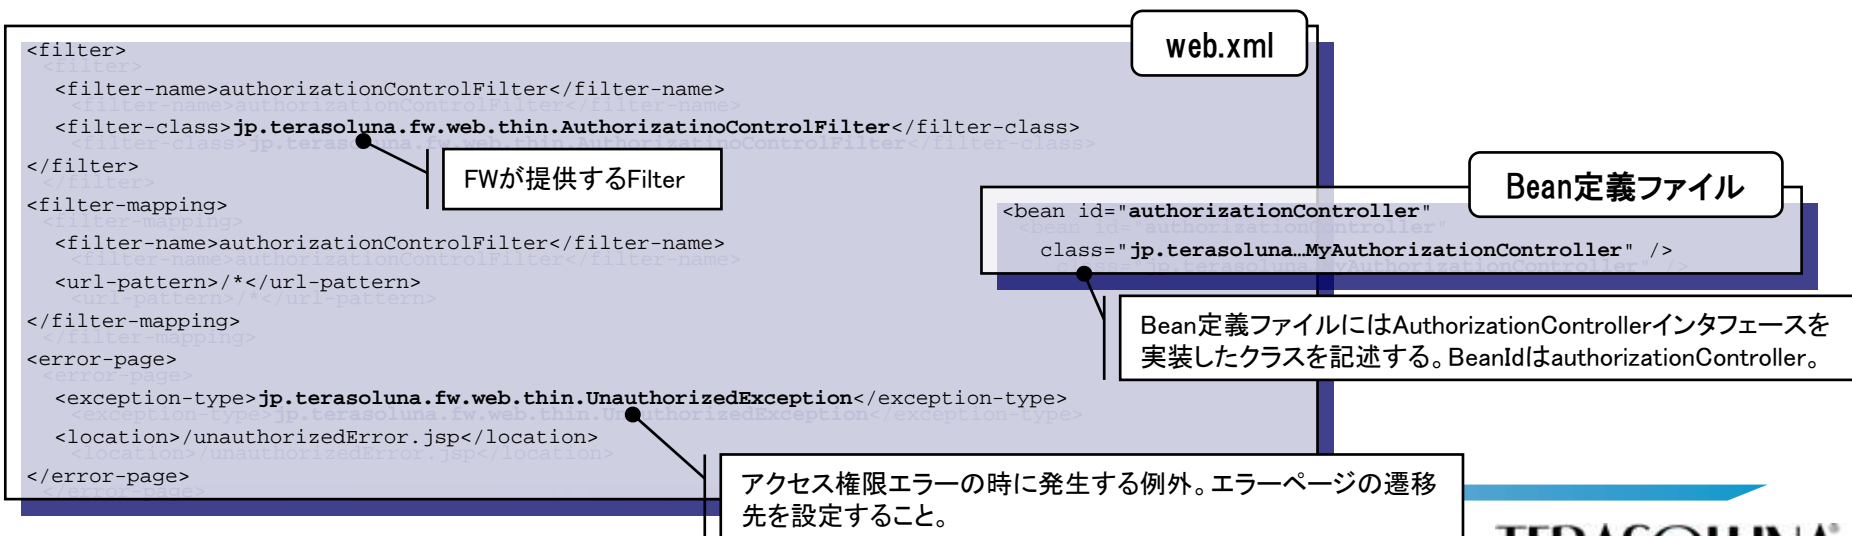 web.xml
<filter>
<filter-name>authorizationControlFilter</filter-name>
<filter-class>jp.terasoluna.fw.web.thin.AuthorizatinoControlFilter</filter-class>
</filter>
FWが提供するFilter
<filter-mapping>
<filter-name>authorizationControlFilter</filter-name>
<url-pattern>/*</url-pattern>
</filter-mapping>
<error-page>
<exception-type>jp.terasoluna.fw.web.thin.UnauthorizedException</exception-type>
<location>/unauthorizedError.jsp</location>
</error-page>
アクセス権限エラーの時に発生する例外。エラーページの遷移
先を設定すること。
Bean定義ファイル
<bean id="authorizationController"
class="jp.terasoluna…MyAuthorizationController" />
Bean定義ファイルにはAuthorizationControllerインタフェースを
実装したクラスを記述する。BeanIdはauthorizationController。
TERASOLUNA